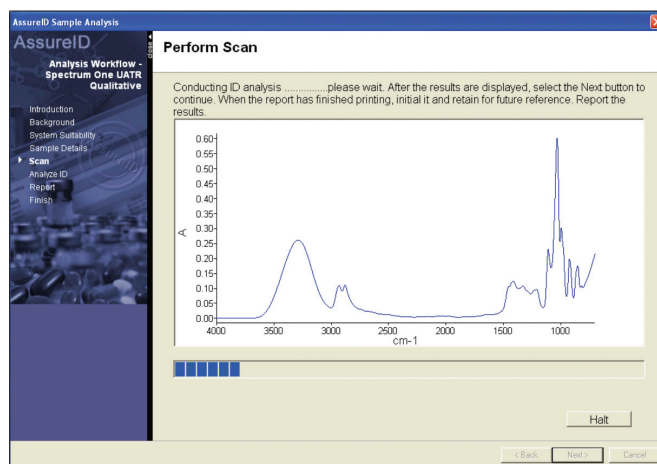 AssureID Sample Analysis
AssureID
close
Analysis Workflow -
Spectrum One UATR
Qualitative
Introduction
Background
System Suitability
Sample Details
Scan
Analyze ID
Report
Finish
Perform Scan
Conducting ID analysis ...............please wait. After the results are displayed, select the Next button to
continue. When the report has finished printing, initial it and retain for future reference. Report the
results.
0.60
0.55
0.50
0.45
0.40
0.35
0.30
A
0.25
0.20
0.15
0.10
0.05
0.00
4000 3500 3000 2500 2000 1500 1000
cm-1
Halt
< Back Next > Cancel